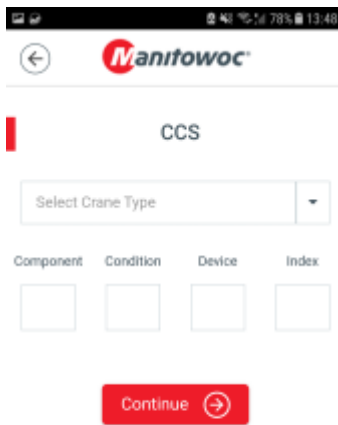 78% 13:48
Manitowoc
CCS
Select Crane Type
Component Condition Device Index
Continue